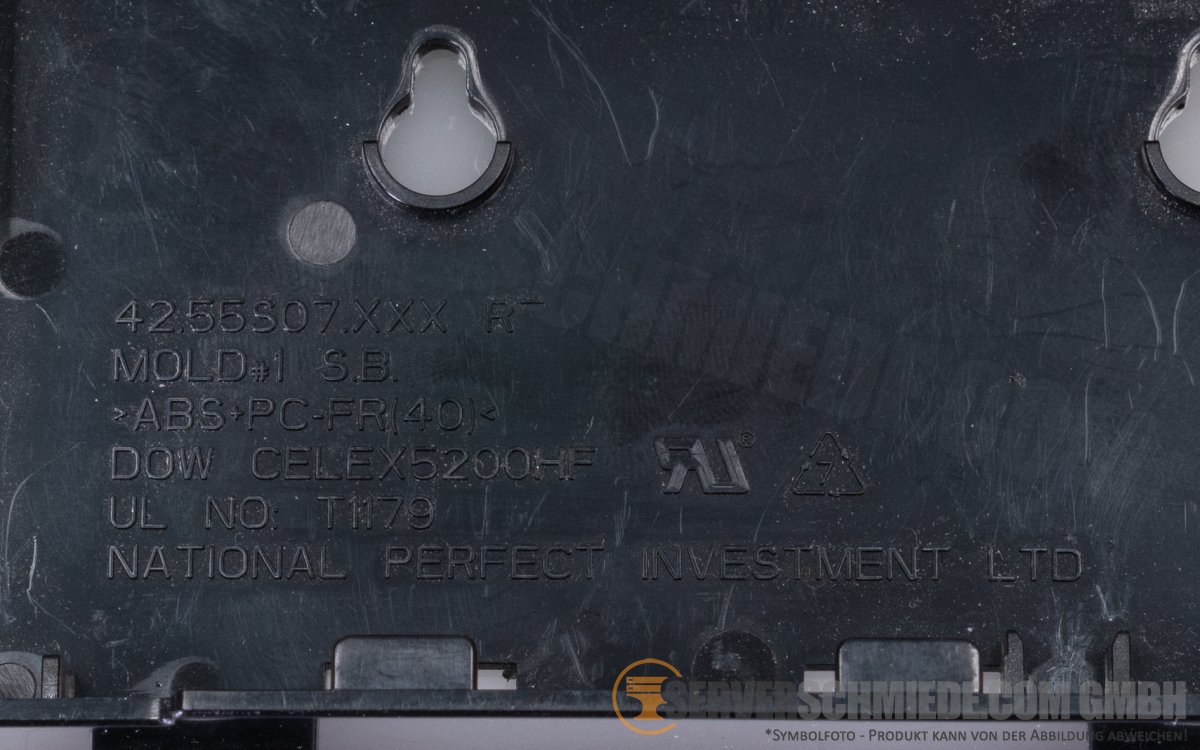 42.55S07.XXX
MOLD#1 S.B.
>ABS+PC-FR(40)<
DOW CELEX5200HF
UL NO: T1179
NATIONAL PERFECT INVESTMENT LTD
®
7
SERVERSCHMIEDE.COM GMBH
*Symbolfoto - Produkt kann von der Abbildung abweichen!